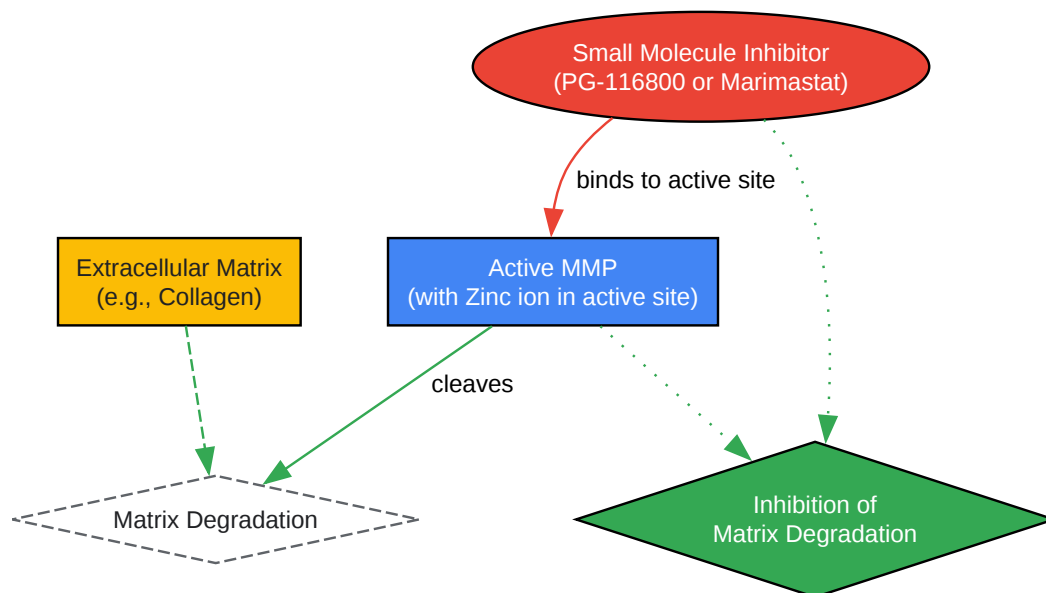 Small Molecule Inhibitor
(PG-116800 or Marimastat)
binds to active site
Extracellular Matrix
(e.g., Collagen)
Active MMP
(with Zinc ion in active site)
cleaves
Matrix Degradation
Inhibition of
Matrix Degradation